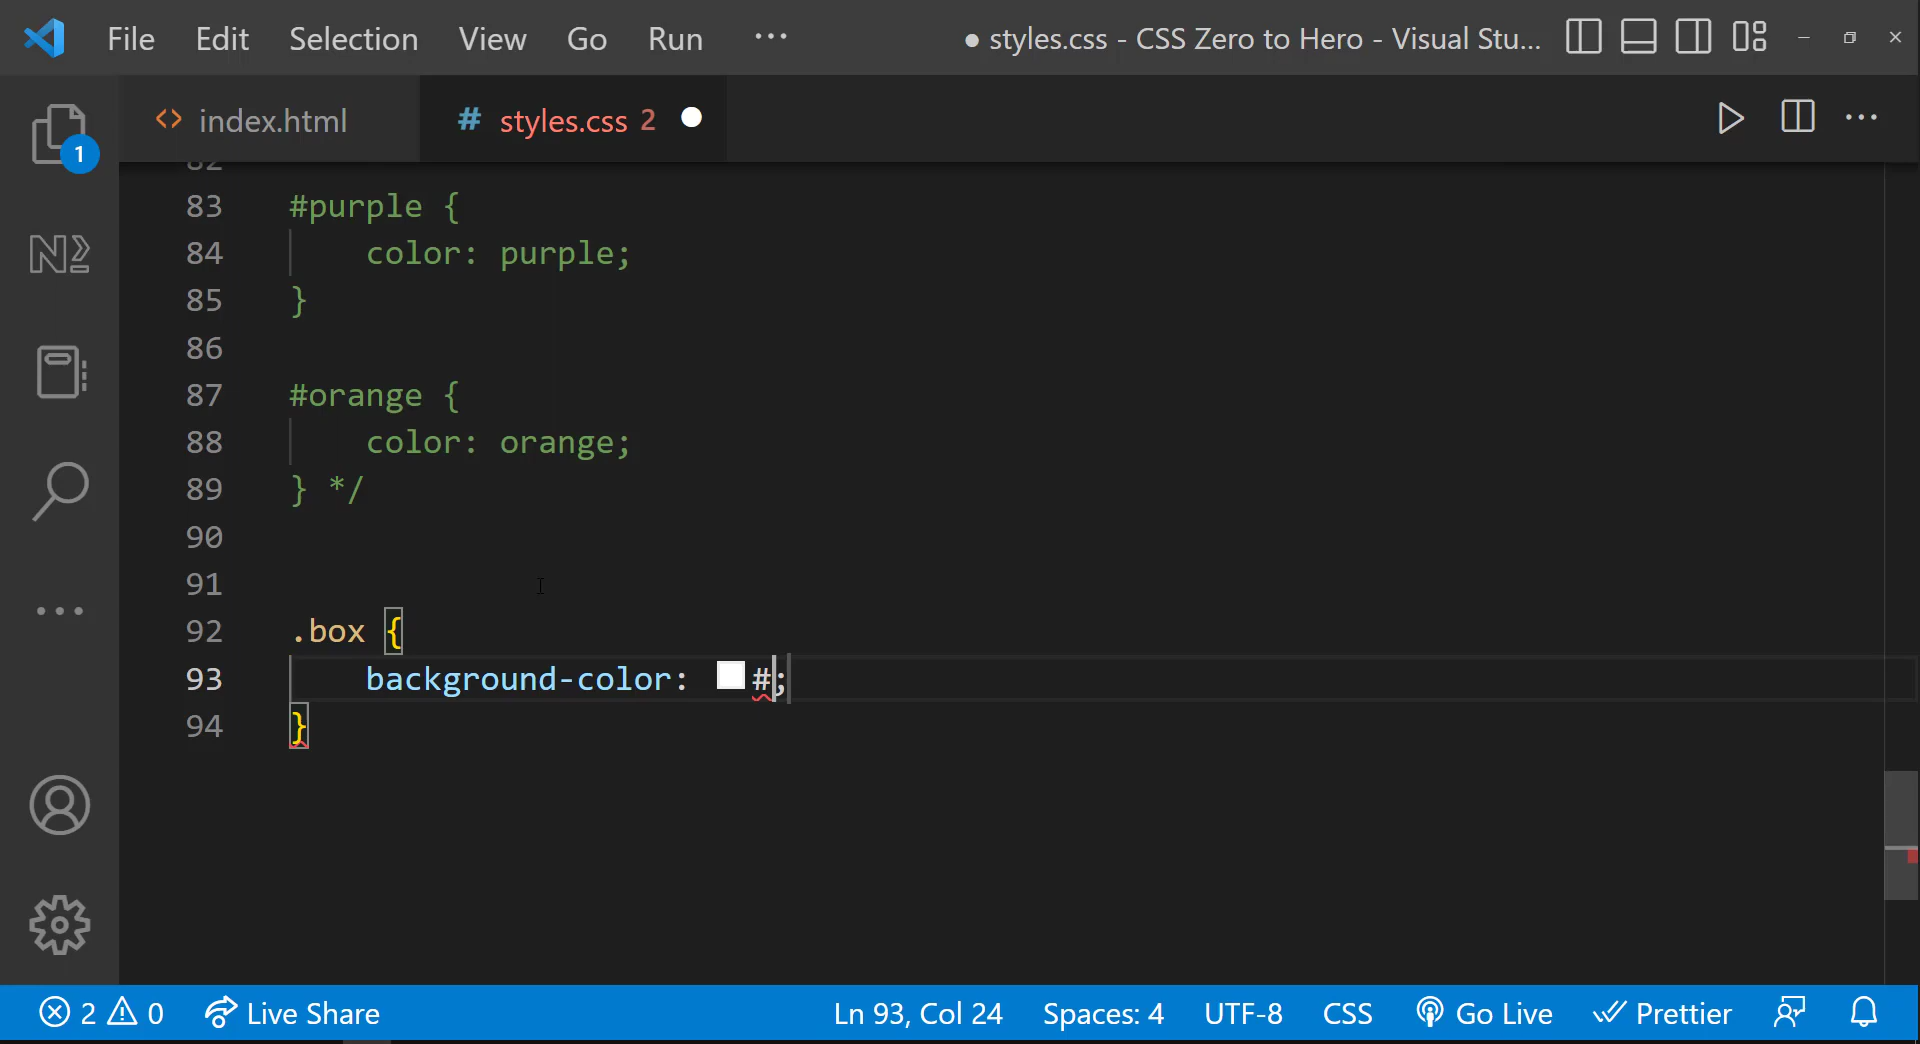 File Edit Selection View Go Run ··· ● styles.css - CSS Zero to Hero - Visual Stu...
<> index.html # styles.css 2
1
83 #purple {
84 color: purple;
85 }
86
87 #orange {
88 color: orange;
89 } */
90
91
92 .box {
93 background-color: #;
94 }
2 0 Live Share Ln 93, Col 24 Spaces: 4 UTF-8 CSS Go Live Prettier